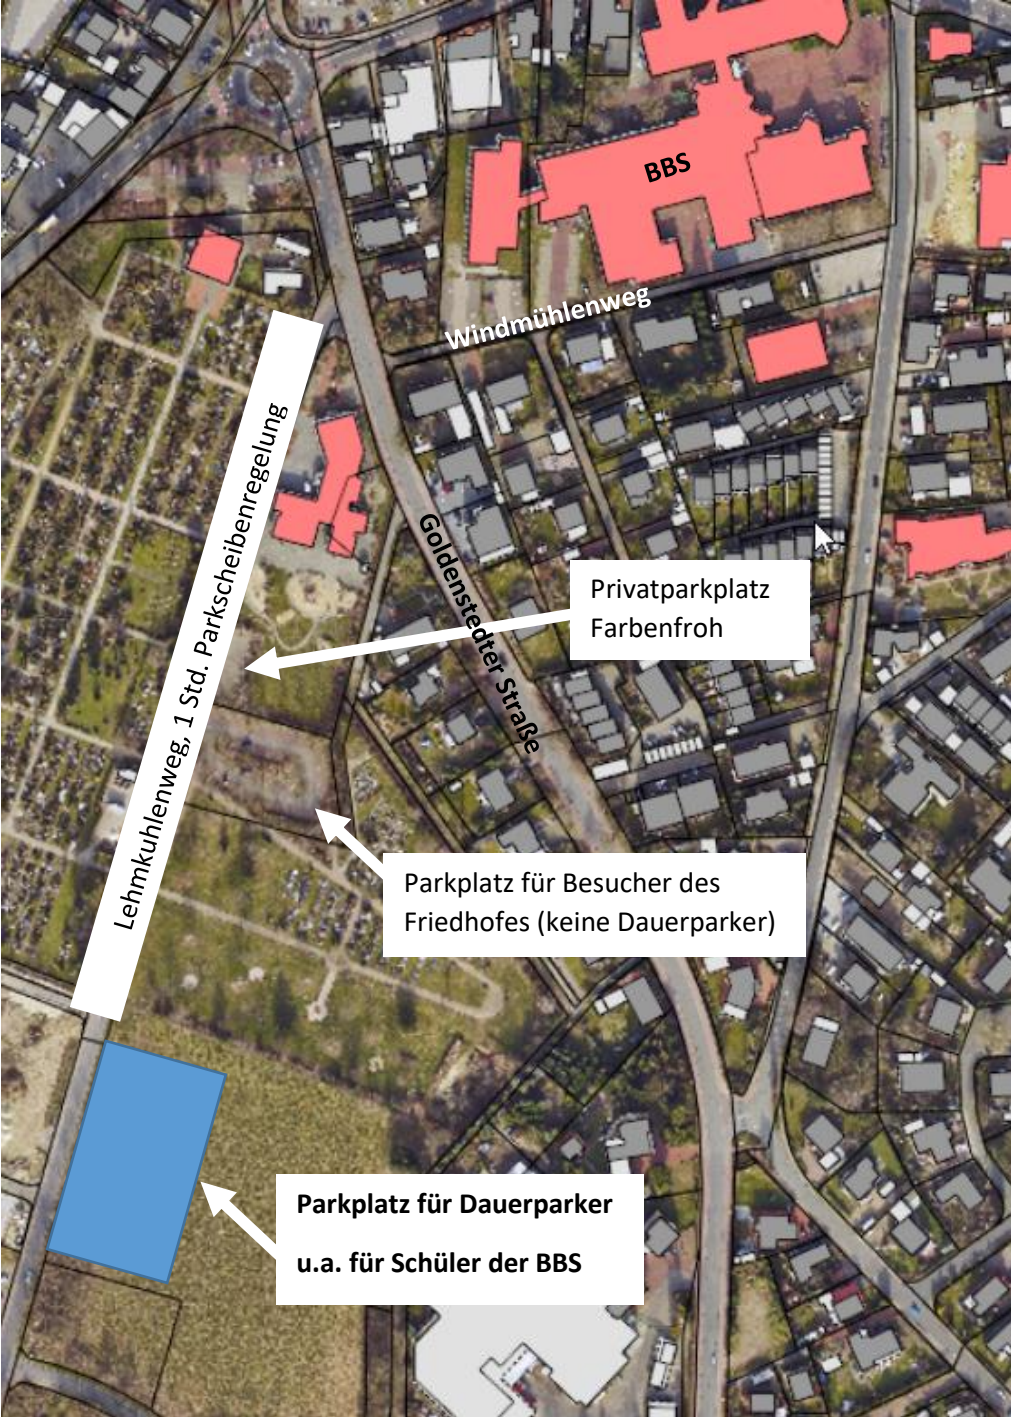 BBS
Windmühlenweg
Lehmkuhlenweg, 1 Std. Parkscheibenregelung
Goldenstedter Straße
Privatparkplatz
Farbenfroh
Parkplatz für Besucher des
Friedhofes (keine Dauerparker)
Parkplatz für Dauerparker
u.a. für Schüler der BBS